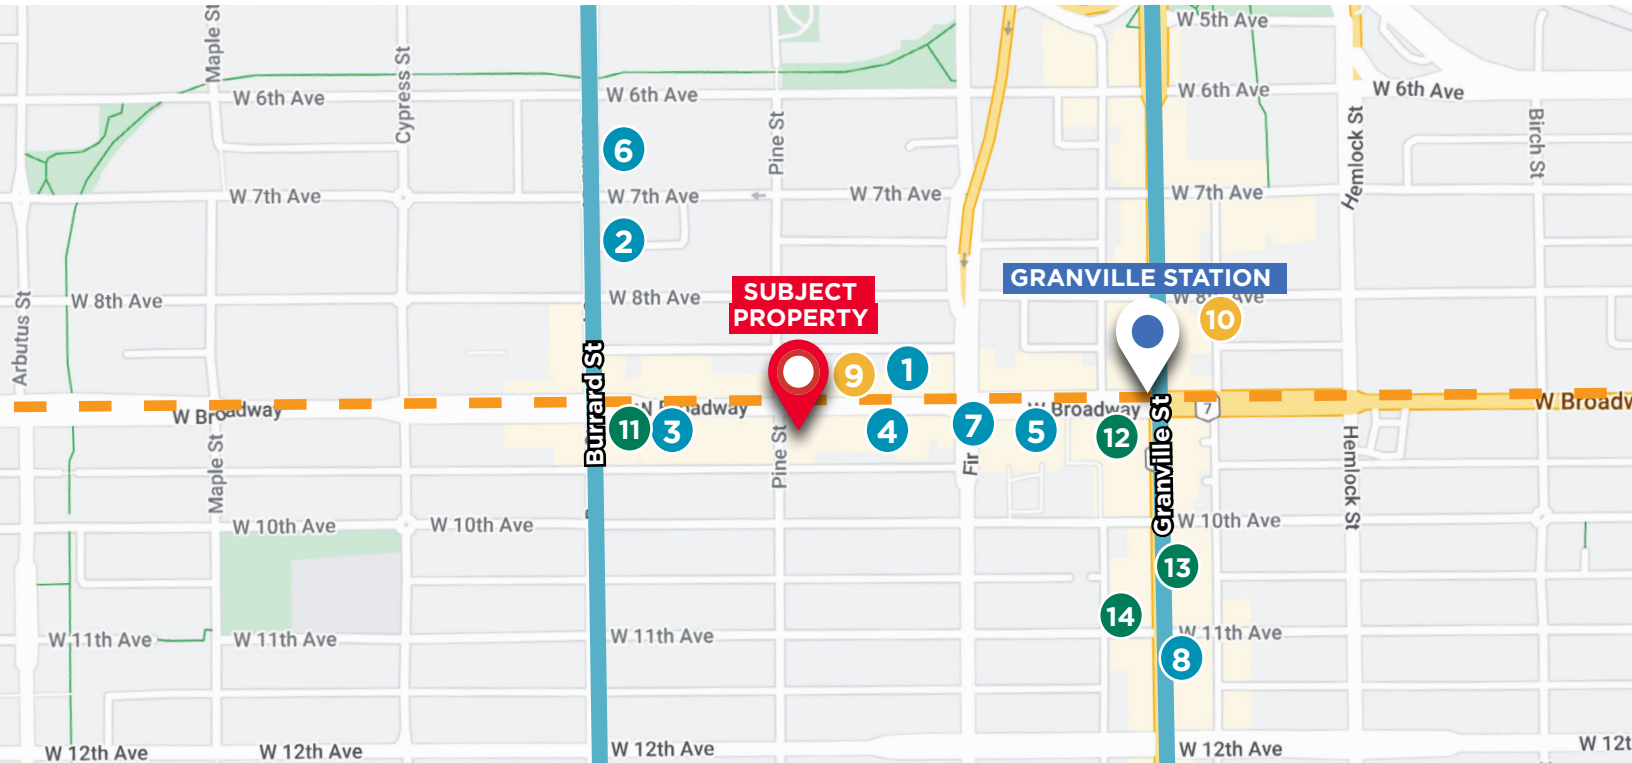 W 5th Ave
Maple St
Cypress St
W 6th Ave
W 6th Ave
W 6th Ave
W 6th Ave
Pine St
Hemlock St
Birch St
6
W 7th Ave
W 7th Ave
W 7th Ave
W 7th Ave
2
GRANVILLE STATION
SUBJECT
PROPERTY
W 8th Ave
W 8th Ave
W 8th Ave
10
Arbutus St
Burrard St
9
1
W Broadway
W Broadway
W Broadway
7
W Broadw
11
3
4
7
5
12
Maple St
Pine St
Fir
Granville St
Hemlock St
W 10th Ave
W 10th Ave
W 10th Ave
13
14
W 11th Ave
W 11th Ave
W 11th Ave
W 11th Ave
8
W 12th Ave
W 12th Ave
W 12th Ave
W 12th Ave
W 12t